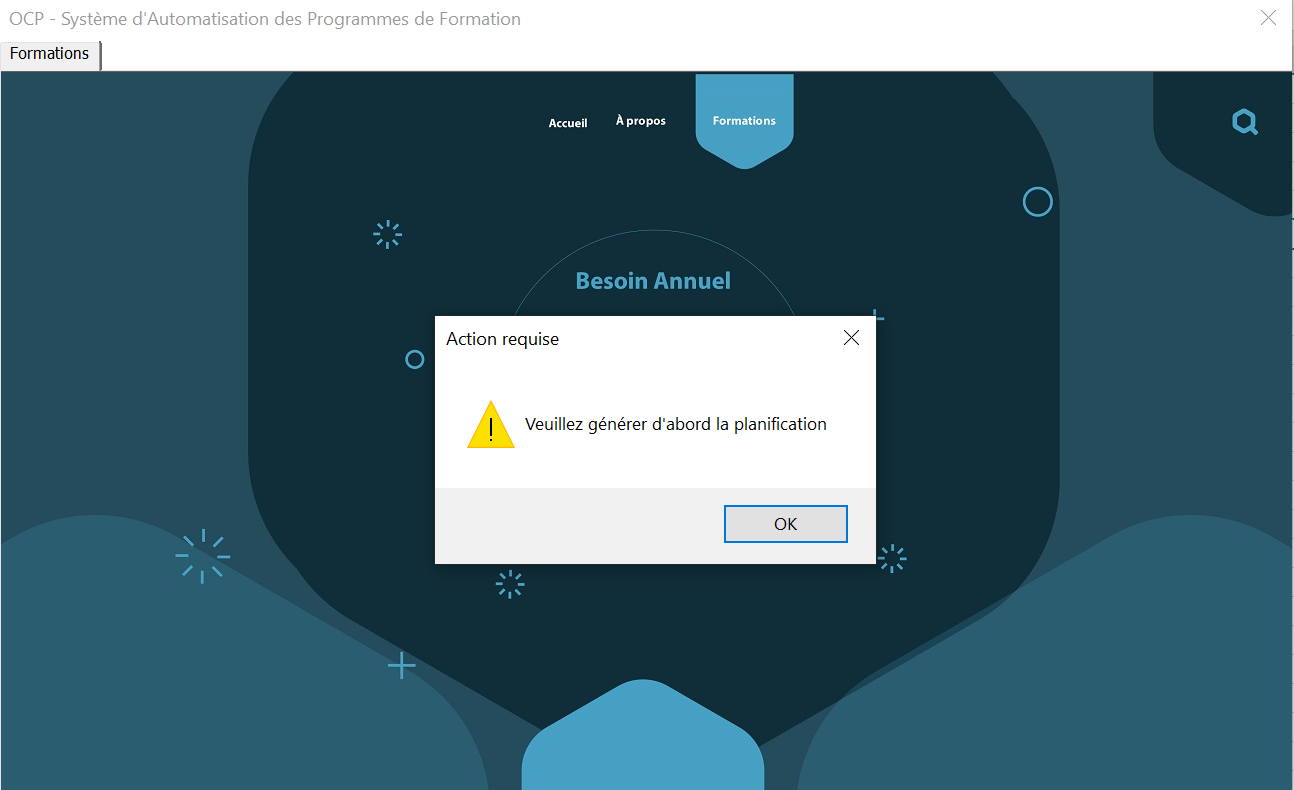 OCP - Système d'Automatisation des Programmes de Formation
Formations
Accueil
À propos
Formations
Besoin Annuel
Action requise
Veuillez générer d'abord la planification
OK